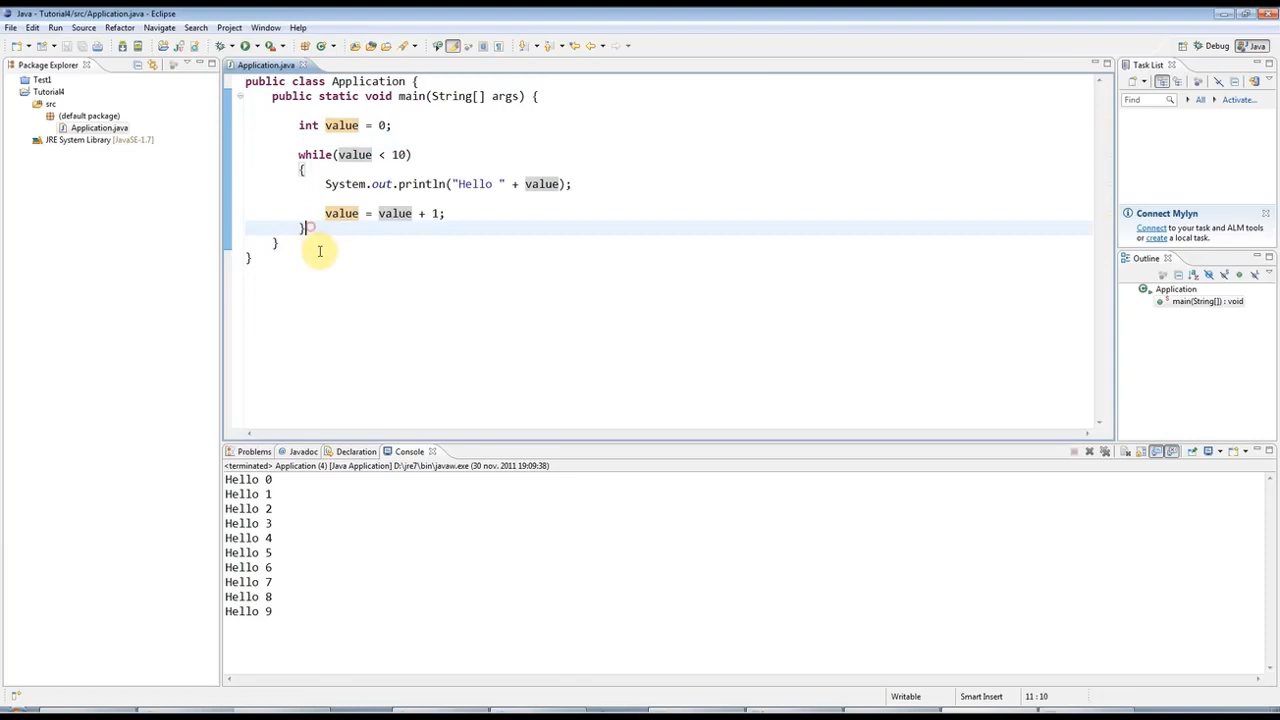 Java - Tutorial4/src/Application.java - Eclipse
File Edit Run Source Refactor Navigate Search Project Window Help
Debug Java
Package Explorer
Test1
Tutorial4
src
(default package)
Application.java
JRE System Library [JavaSE-1.7]
Application.java
public class Application {
public static void main(String[] args) {
int value = 0;
while(value < 10)
{
System.out.println("Hello " + value);
value = value + 1;
}
}
}
Task List
Find All Activate...
Connect Mylyn
Connect to your task and ALM tools
or create a local task.
Outline
Application
main(String[]) : void
Problems Javadoc Declaration Console
<terminated> Application (4) [Java Application] D:\jre7\bin\javaw.exe (30 nov. 2011 19:09:38)
Hello 0
Hello 1
Hello 2
Hello 3
Hello 4
Hello 5
Hello 6
Hello 7
Hello 8
Hello 9
Writable Smart Insert 11 : 10